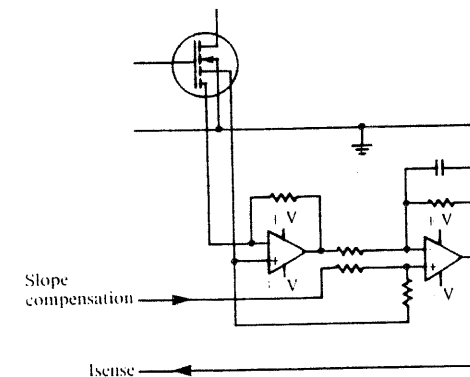 + V
+ V
+
+
V
V
Slope
compensation
Isense